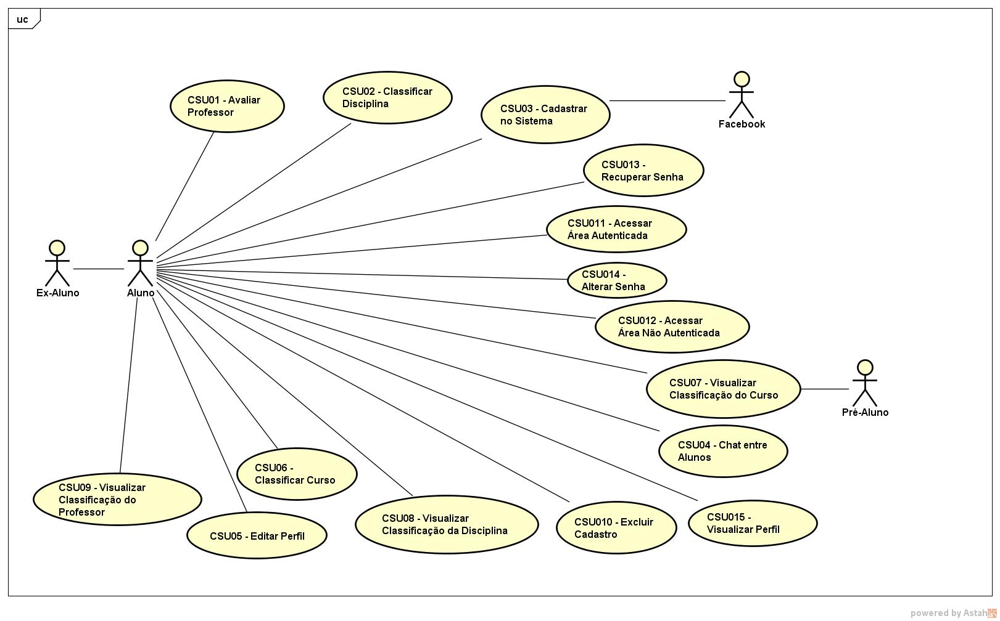 uc
CSU01 - Avaliar
Professor
CSU02 - Classificar
Disciplina
CSU03 - Cadastrar
no Sistema
Facebook
CSU013 -
Recuperar Senha
CSU011 - Acessar
Área Autenticada
Ex-Aluno
Aluno
CSU014 -
Alterar Senha
CSU012 - Acessar
Área Não Autenticada
CSU07 - Visualizar
Classificação do Curso
Pré-Aluno
CSU04 - Chat entre
Alunos
CSU06 -
Classificar Curso
CSU09 - Visualizar
Classificação do
Professor
CSU05 - Editar Perfil
CSU08 - Visualizar
Classificação da Disciplina
CSU010 - Excluir
Cadastro
CSU015 -
Visualizar Perfil
powered by Astah